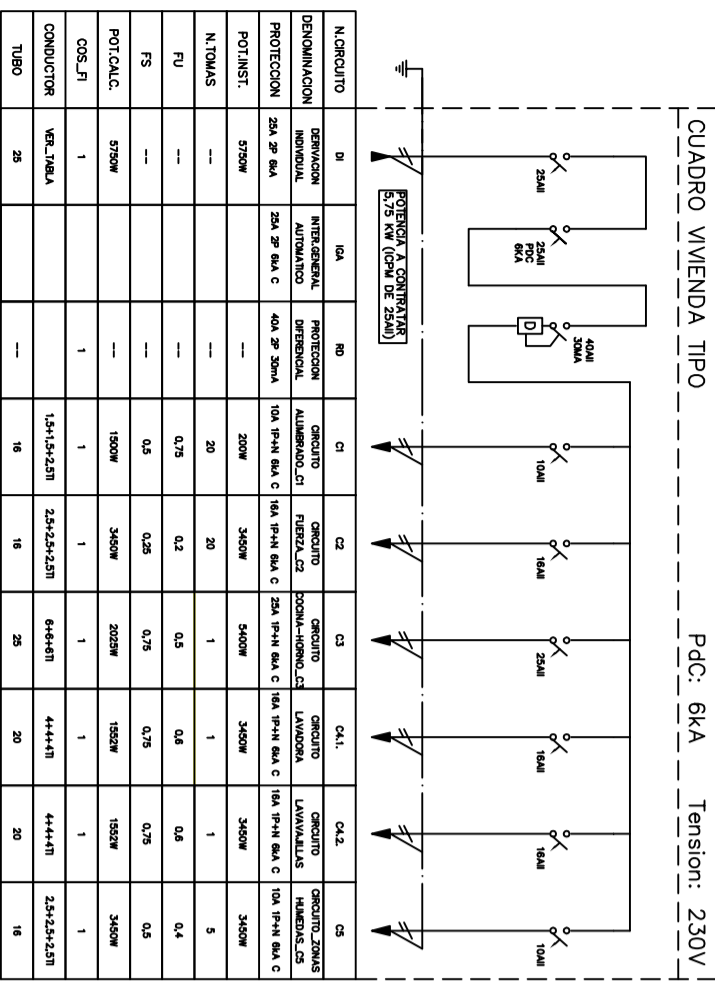 CUADRO VIVIENDA TIPO PdC: 6kA Tension: 230V
25AII
25AII
PDC
6KA
40AII
30MA
D
10AII
16AII
25AII
16AII
16AII
10AII
POTENCIA A CONTRATAR
5,75 KW (ICPM DE 25AII)
N.CIRCUITO DI IGA RD C1 C2 C3 C4.1. C4.2. C5
DENOMINACION DERIVACION INDIVIDUAL INTER.GENERAL AUTOMATICO PROTECCION DIFERENCIAL CIRCUITO ALUMBRADO_C1 CIRCUITO FUERZA_C2 CIRCUITO COCINA-HORNO_C3 CIRCUITO LAVADORA CIRCUITO LAVAVAJILLAS CIRCUITO_ZONAS HUMEDAS_C5
PROTECCION 25A 2P 6kA 25A 2P 6kA C 40A 2P 30mA 10A 1P+N 6kA C 16A 1P+N 6kA C 25A 1P+N 6kA C 16A 1P+N 6kA C 16A 1P+N 6kA C 10A 1P+N 6kA C
POT.INST. 5750W -- 200W 3450W 5400W 3450W 3450W 3450W
N.TOMAS -- -- 20 20 1 1 1 5
FU -- -- 0,75 0,2 0,5 0,6 0,6 0,4
FS -- -- 0,5 0,25 0,75 0,75 0,75 0,5
POT.CALC. 5750W -- 1500W 3450W 2025W 1552W 1552W 3450W
COS_FI 1 1 1 1 1 1 1 1
CONDUCTOR VER_TABLA 1,5+1,5+2,5TI 2,5+2,5+2,5TI 6+6+6TI 4+4+4TI 4+4+4TI 2,5+2,5+2,5TI
TUBO 25 -- 16 16 25 20 20 16